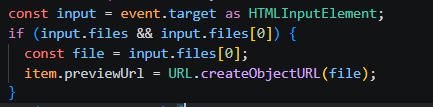 const input = event.target as HTMLInputElement;
if (input.files && input.files[0]) {
const file = input.files[0];
item.previewUrl = URL.createObjectURL(file);
}